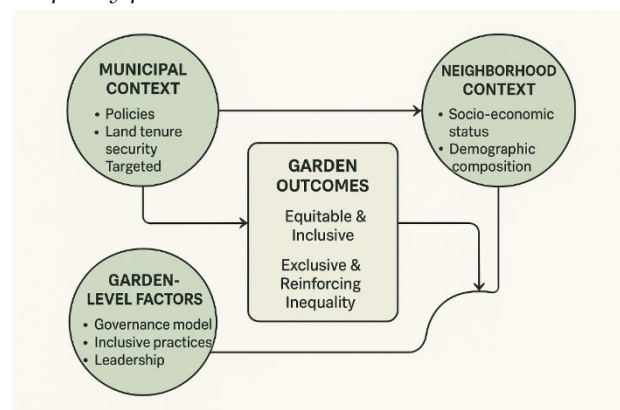 MUNICIPAL
CONTEXT
• Policies
• Land tenure
security
Targeted
NEIGHBORHOOD
CONTEXT
• Socio-economic
status
• Demographic
composition
GARDEN
OUTCOMES
Equitable &
Inclusive
Exclusive &
Reinforcing
Inequality
GARDEN-
LEVEL FACTORS
• Governance model
• Inclusive practices
• Leadership